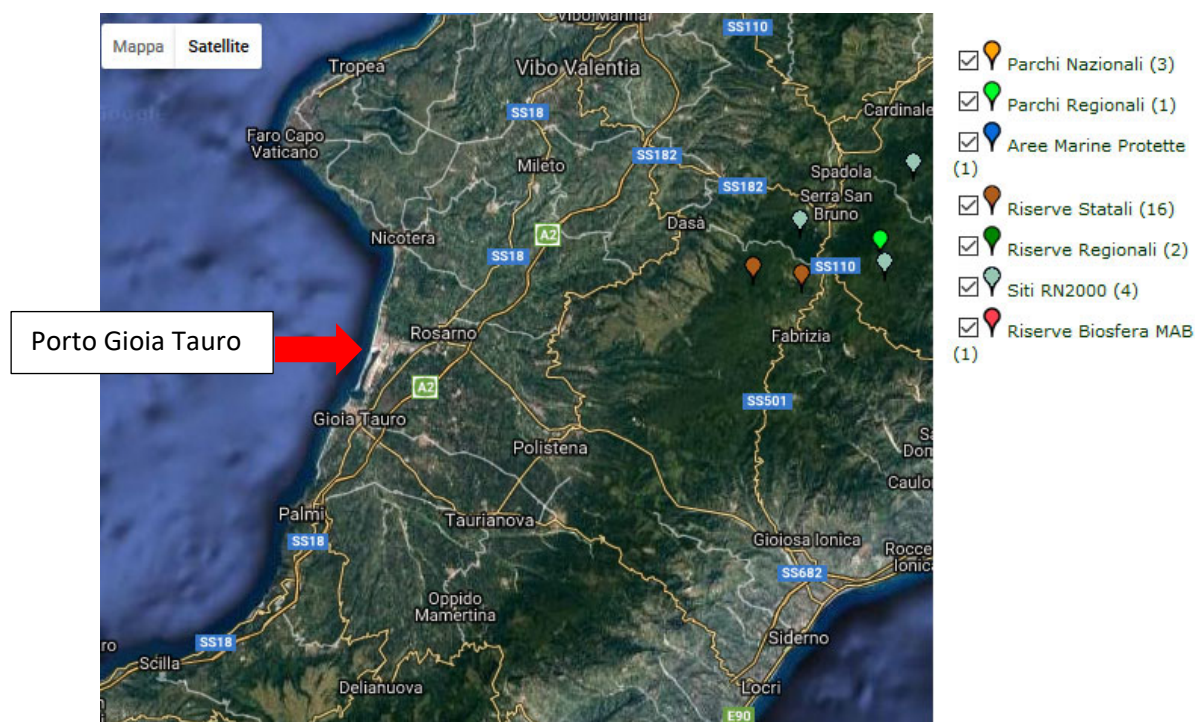 Mappa Satellite
Vibo Marina
SS110
Tropea
Vibo Valentia
SS18
Cardinale
Google
Faro Capo
Vaticano
SS182
Mileto
SS182
Spadola
Serra San
Bruno
Dasà
Nicotera
A2
SS18
SS110
Porto Gioia Tauro
Rosarno
Fabrizia
A2
SS501
Gioia Tauro
Polistena
Palmi
Taurianova
SS18
Gioiosa Ionica
SS682
Oppido
Mamertina
SS18
Scilla
Siderno
Delianuova
Locri
E90
Parchi Nazionali (3)
Parchi Regionali (1)
Aree Marine Protette
(1)
Riserve Statali (16)
Riserve Regionali (2)
Siti RN2000 (4)
Riserve Biosfera MAB
(1)